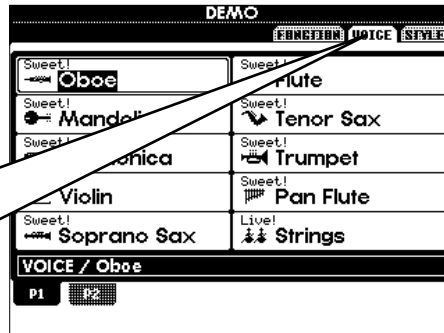 DEMO
FUNCTION VOICE STYLE
Sweet! Sweet!
Oboe Flute
Sweet! Sweet!
Mandoli Tenor Sax
Sweet! Sweet!
onica Trumpet
Sweet!
Violin Pan Flute
Sweet! Live!
Soprano Sax Strings
VOICE / Oboe
P1 P2